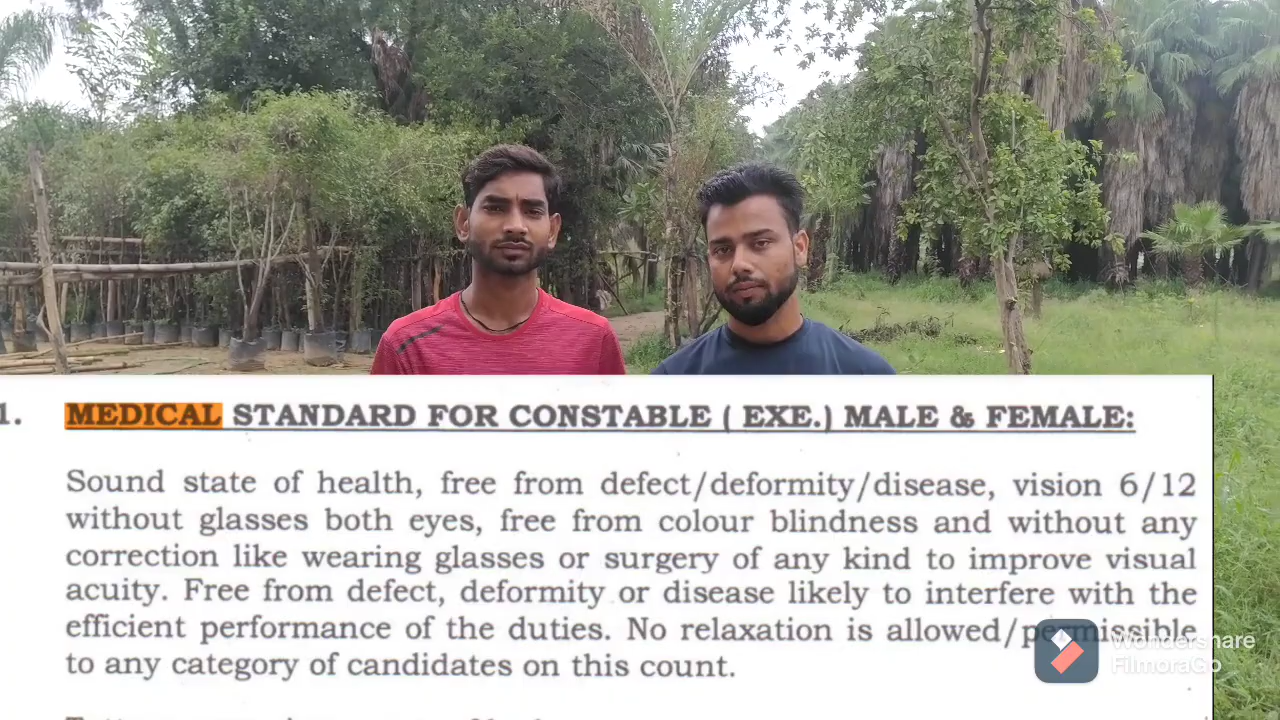 1. MEDICAL STANDARD FOR CONSTABLE ( EXE.) MALE & FEMALE:
Sound state of health, free from defect/deformity/disease, vision 6/12
without glasses both eyes, free from colour blindness and without any
correction like wearing glasses or surgery of any kind to improve visual
acuity. Free from defect, deformity or disease likely to interfere with the
efficient performance of the duties. No relaxation is allowed/permissible
to any category of candidates on this count.
Wondershare
FilmoraGo